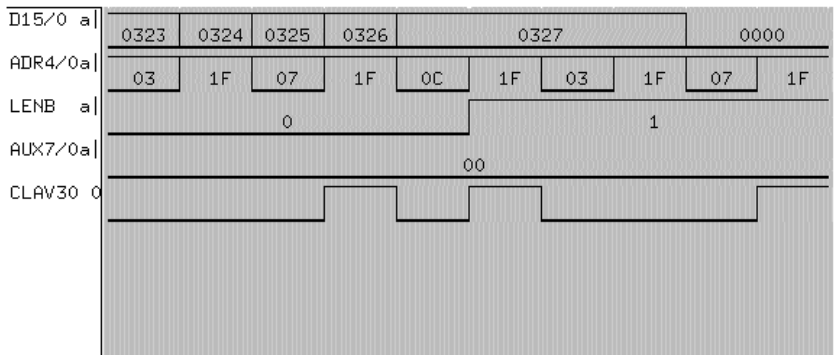 D15/0 a| 0323 0324 0325 0326 0327 0000
ADR4/0a| 03 1F 07 1F 0C 1F 03 1F 07 1F
LENB a| 0 1
AUX7/0a| 00
CLAV30 0